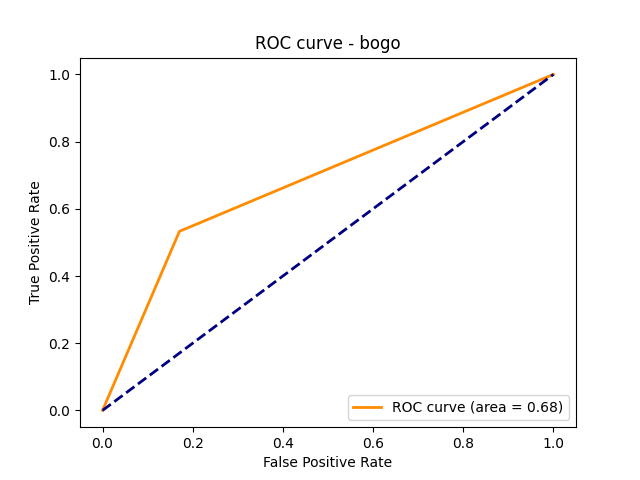 ROC curve - bogo
1.0
0.8
0.6
0.4
0.2
0.0
True Positive Rate
ROC curve (area = 0.68)
0.0 0.2 0.4 0.6 0.8 1.0
False Positive Rate